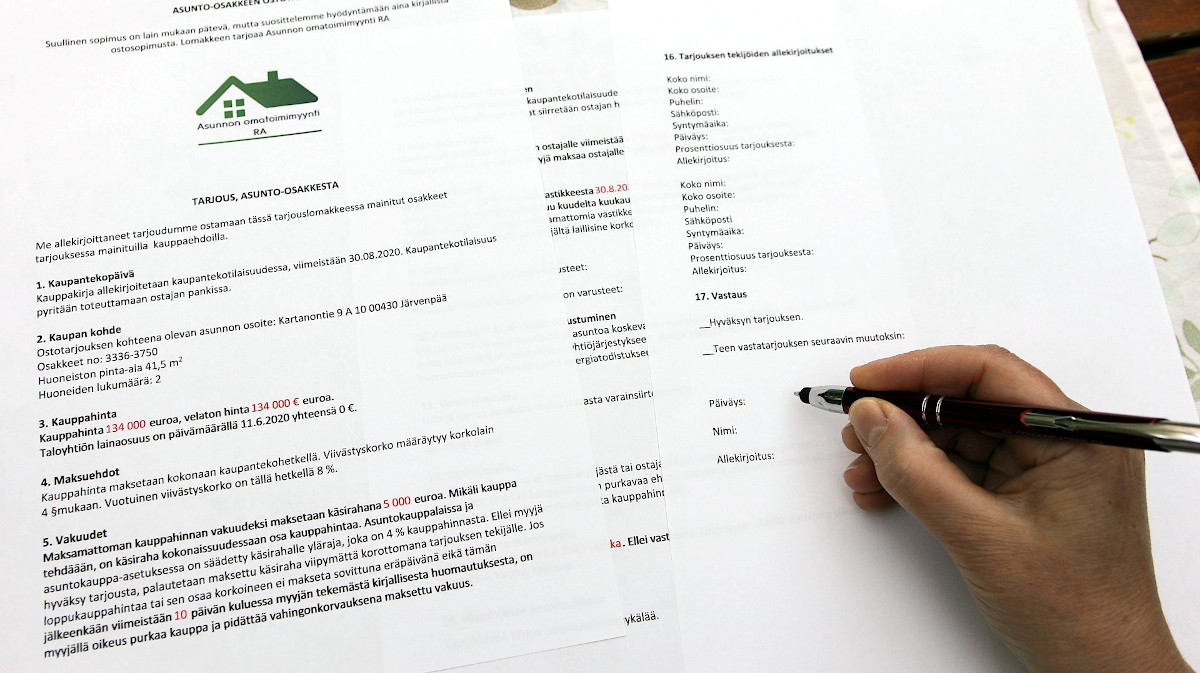 ASUNTO-OSAKKEEN
Suullinen sopimus on lain mukaan pätevä, mutta suosittelemme hyödyntämään aina kirjallista
ostosopimusta. Lomakkeen tarjoaa Asunnon omatoimimyynti RA
Asunnon omatoimimyynti
RA
TARJOUS, ASUNTO-OSAKKESTA
Me allekirjoittaneet tarjoudumme ostamaan tässä tarjouslomakkeessa mainitut osakkeet
tarjouksessa mainituilla kauppaehdoilla.
1. Kaupantekopäivä
Kauppakirja allekirjoitetaan kaupantekotilaisuudessa, viimeistään 30.08.2020. Kaupantekotilaisuus
pyritään toteuttamaan ostajan pankissa.
2. Kaupan kohde
Ostotarjouksen kohteena olevan asunnon osoite: Kartanontie 9 A 10 00430 Järvenpää
Osakkeet no: 3336-3750
Huoneiston pinta-ala 41,5 m²
Huoneiden lukumäärä: 2
3. Kauppahinta
Kauppahinta 134 000 euroa, velaton hinta 134 000 € euroa.
Taloyhtiön lainaosuus on päivämäärällä 11.6.2020 yhteensä 0 €.
4. Maksuehdot
Kauppahinta maksetaan kokonaan kaupantekohetkellä. Viivästyskorko määräytyy korkolain
4 §mukaan. Vuotuinen viivästyskorko on tällä hetkellä 8 %.
5. Vakuudet
Maksamattoman kauppahinnan vakuudeksi maksetaan käsirahana 5 000 euroa. Mikäli kauppa
tehdäään, on käsiraha kokonaisuudessaan osa kauppahintaa. Asuntokauppalaissa ja
asuntokauppa-asetuksessa on säädetty käsirahalle yläraja, joka on 4 % kauppahinnasta. Ellei myyjä
hyväksy tarjousta, palautetaan maksettu käsiraha viipymättä korottomana tarjouksen tekijälle. Jos
loppukauppahintaa tai sen osaa korkoineen ei makseta sovittuna eräpäivänä eikä tämän
jälkeenkään viimeistään 10 päivän kuluessa myyjän tekemästä kirjallisesta huomautuksesta, on
myyjällä oikeus purkaa kauppa ja pidättää vahingonkorvauksena maksettu vakuus.
kaupantekotilaisuude
at siirretään ostajan h
ostajalle viimeistää
yjä maksaa ostajalle
astikkeesta 30.8.20
uu kuudelta kuukau
amattomia vastikke
jältä laillisine korko
usteet:
on varusteet:
ustuminen
asuntoa koskeva
htiöjärjestykseen
ergiatodistukseen
asta varainsiirto
jästä tai ostaja
purkavaa eh
ta kauppahinn
ka. Ellei vast
ykälää.
16. Tarjouksen tekijöiden allekirjoitukset
Koko nimi:
Koko osoite:
Puhelin:
Sähköposti:
Syntymäaika:
Päiväys:
Prosenttiosuus tarjouksesta:
Allekirjoitus:
Koko nimi:
Koko osoite:
Puhelin:
Sähköposti
Syntymäaika:
Päiväys:
Prosenttiosuus tarjouksesta:
Allekirjoitus:
17. Vastaus
__Hyväksyn tarjouksen.
__Teen vastatarjouksen seuraavin muutoksin:
Päiväys:
Nimi:
Allekirjoitus: